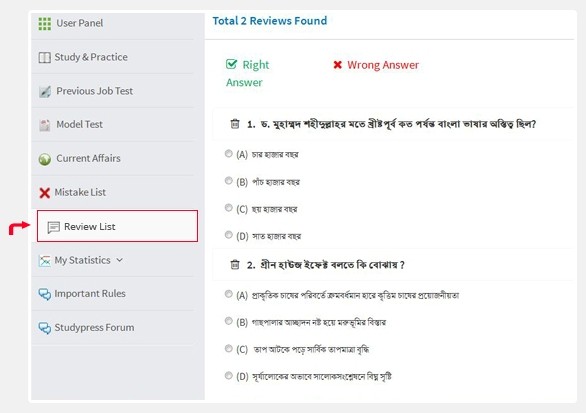 User Panel
Study & Practice
Previous Job Test
Model Test
Current Affairs
Mistake List
Review List
My Statistics
Important Rules
Studypress Forum
Total 2 Reviews Found
Right Answer
Wrong Answer
1. ড. মুহাম্মদ শহীদুল্লাহর মতে খ্রীষ্টপূর্ব কত পর্যন্ত বাংলা ভাষার অস্তিত্ব ছিল?
(A) চার হাজার বছর
(B) পাঁচ হাজার বছর
(C) ছয় হাজার বছর
(D) সাত হাজার বছর
2. গ্রীন হাউজ ইফেক্ট বলতে কি বোঝায় ?
(A) প্রাকৃতিক চাষের পরিবর্তে ক্রমবর্ধমান হারে কৃত্তিম চাষের প্রয়োজনীয়তা
(B) গাছপালার আচ্ছাদন নষ্ট হয়ে মরুভূমির বিস্তার
(C) তাপ আটকে পড়ে সার্বিক তাপমাত্রা বৃদ্ধি
(D) সূর্যালোকের অভাবে সালোকসংশ্লেষনে বিঘ্ন সৃষ্টি